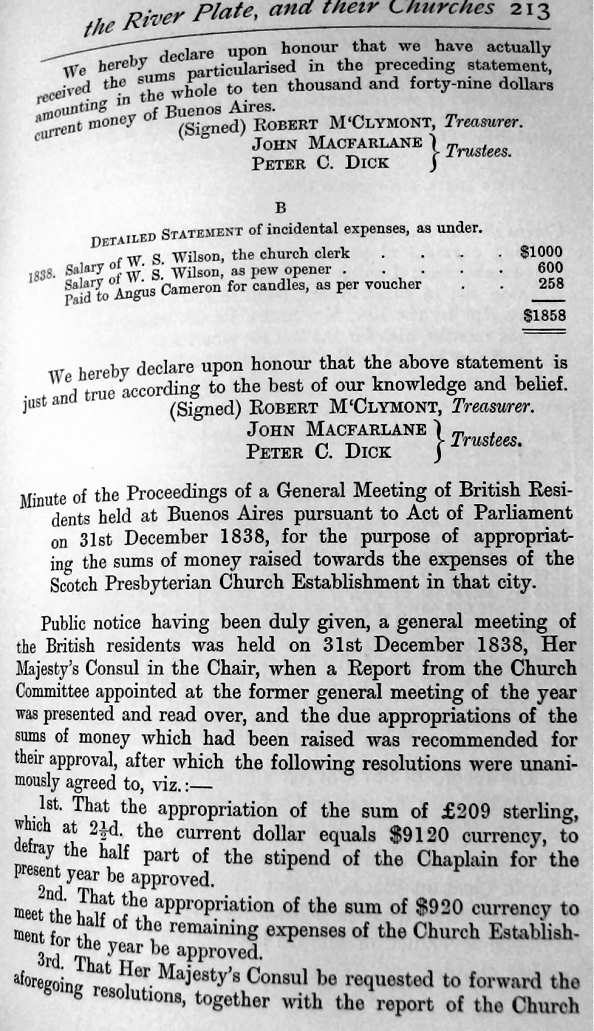 the River Plate, and their Churches 213
We hereby declare upon honour that we have actually
received the sums particularised in the preceding statement,
amounting in the whole to ten thousand and forty-nine dollars
current money of Buenos Aires.
(Signed) ROBERT M‘CLYMONT, Treasurer.
JOHN MACFARLANE } Trustees.
PETER C. DICK
B
DETAILED STATEMENT of incidental expenses, as under.
1838. Salary of W. S. Wilson, the church clerk . . . . $1000
Salary of W. S. Wilson, as pew opener . . . . . 600
Paid to Angus Cameron for candles, as per voucher . . 258
$1858
We hereby declare upon honour that the above statement is
just and true according to the best of our knowledge and belief.
(Signed) ROBERT M‘CLYMONT, Treasurer.
JOHN MACFARLANE } Trustees.
PETER C. DICK
Minute of the Proceedings of a General Meeting of British Resi-
dents held at Buenos Aires pursuant to Act of Parliament
on 31st December 1838, for the purpose of appropriat-
ing the sums of money raised towards the expenses of the
Scotch Presbyterian Church Establishment in that city.
Public notice having been duly given, a general meeting of
the British residents was held on 31st December 1838, Her
Majesty's Consul in the Chair, when a Report from the Church
Committee appointed at the former general meeting of the year
was presented and read over, and the due appropriations of the
sums of money which had been raised was recommended for
their approval, after which the following resolutions were unani-
mously agreed to, viz.:—
1st. That the appropriation of the sum of £209 sterling,
which at 2½d. the current dollar equals $9120 currency, to
defray the half part of the stipend of the Chaplain for the
present year be approved.
2nd. That the appropriation of the sum of $920 currency to
meet the half of the remaining expenses of the Church Establish-
ment for the year be approved.
3rd. That Her Majesty's Consul be requested to forward the
aforegoing resolutions, together with the report of the Church